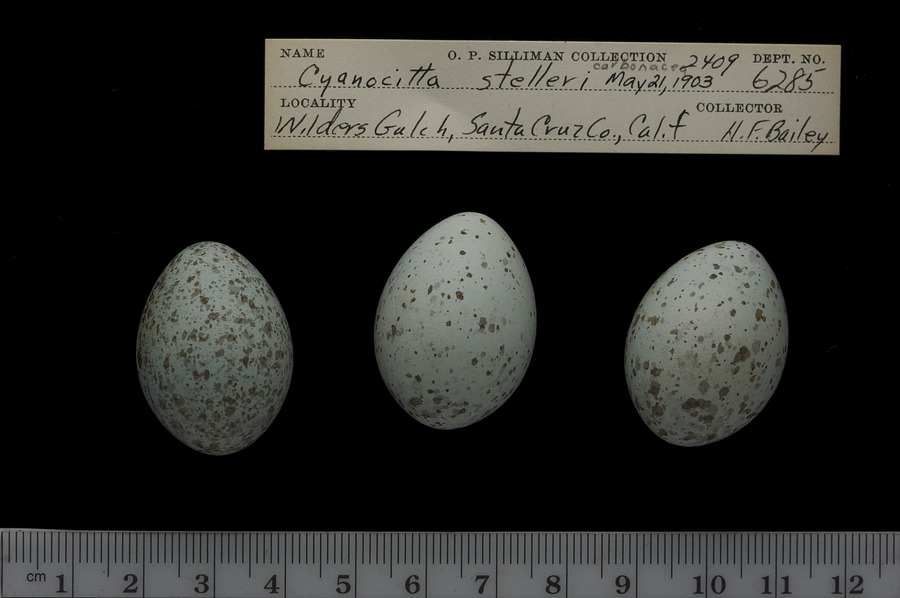 NAME O. P. SILLIMAN COLLECTION 2409 DEPT. NO.
Cyanocitta stelleri carbonacea May 21, 1903 6285
LOCALITY COLLECTOR
Wilders Gulch, Santa Cruz Co., Calif H.F. Bailey
cm 1 2 3 4 5 6 7 8 9 10 11 12